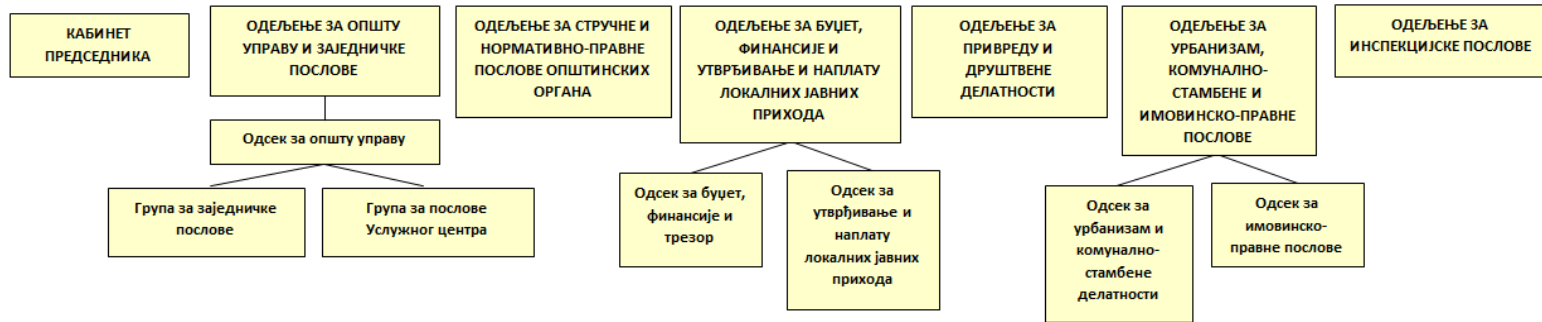 КАБИНЕТ
ПРЕДСЕДНИКА
ОДЕЉЕЊЕ ЗА ОПШТУ
УПРАВУ И ЗАЈЕДНИЧКЕ
ПОСЛОВЕ
ОДЕЉЕЊЕ ЗА СТРУЧНЕ И
НОРМАТИВНО-ПРАВНЕ
ПОСЛОВЕ ОПШТИНСКИХ
ОРГАНА
ОДЕЉЕЊЕ ЗА БУЏЕТ,
ФИНАНСИЈЕ И
УТВРЂИВАЊЕ И НАПЛАТУ
ЛОКАЛНИХ ЈАВНИХ
ПРИХОДА
ОДЕЉЕЊЕ ЗА
ПРИВРЕДУ И
ДРУШТВЕНЕ
ДЕЛАТНОСТИ
ОДЕЉЕЊЕ ЗА
УРБАНИЗАМ,
КОМУНАЛНО-
СТАМБЕНЕ И
ИМОВИНСКО-ПРАВНЕ
ПОСЛОВЕ
ОДЕЉЕЊЕ ЗА
ИНСПЕКЦИЈСКЕ ПОСЛОВЕ
Одсек за општу управу
Група за заједничке
послове
Група за послове
Услужног центра
Одсек за буџет,
финансије и
трезор
Одсек за
утврђивање и
наплату
локалних јавних
прихода
Одсек за
урбанизам и
комунално-
стамбене
делатности
Одсек за
имовинско-
правне послове